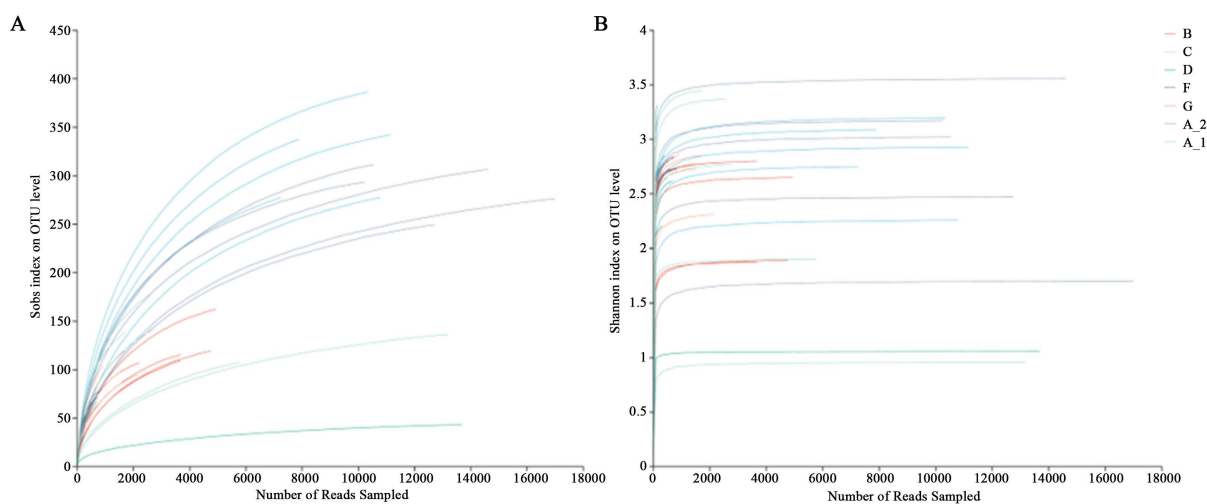 A
450
400
350
300
250
200
150
100
50
0
Sobs index on OTU level
0 2000 4000 6000 8000 10000 12000 14000 16000 18000
Number of Reads Sampled
B
4
3.5
3
2.5
2
1.5
1
0.5
0
Shannon index on OTU level
0 2000 4000 6000 8000 10000 12000 14000 16000 18000
Number of Reads Sampled
B
C
D
F
G
A_2
A_1